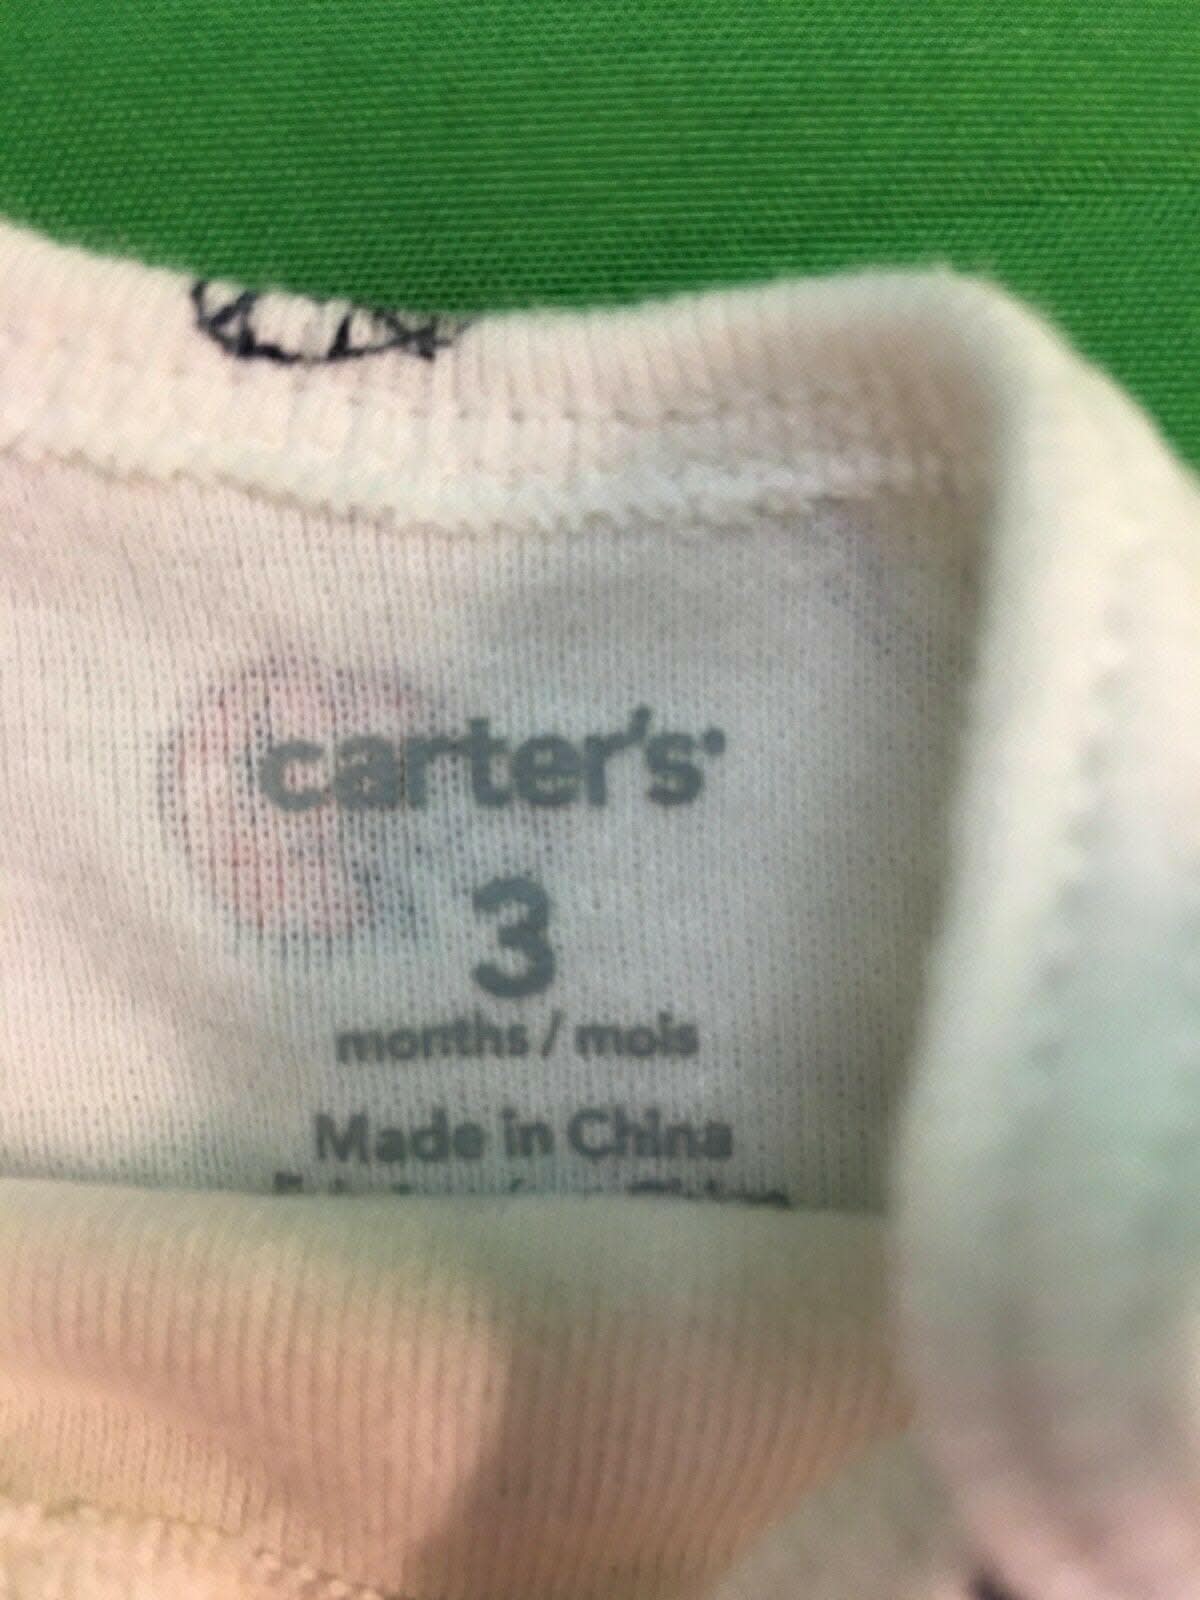 carter's
3
months / mois
Made in China